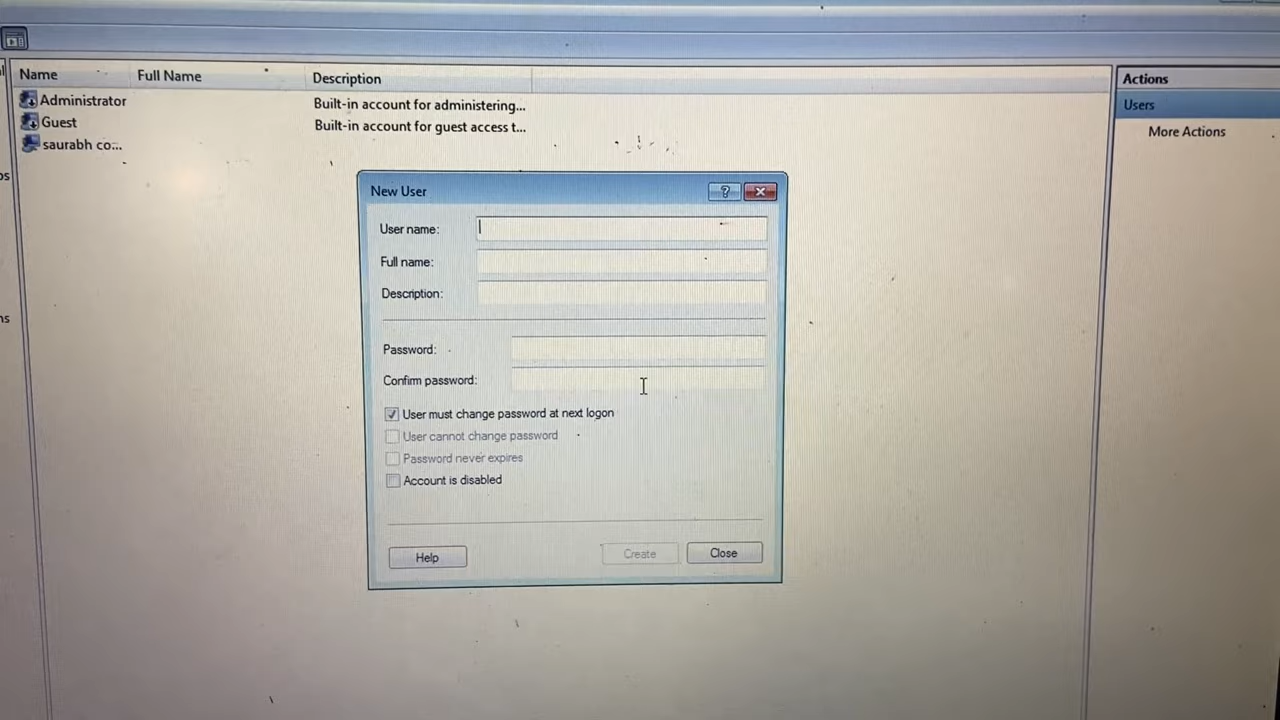 Name Full Name Description
Administrator Built-in account for administering...
Guest Built-in account for guest access t...
saurabh co...
Actions
Users
More Actions
New User
User name:
Full name:
Description:
Password:
Confirm password:
User must change password at next logon
User cannot change password
Password never expires
Account is disabled
Help Create Close